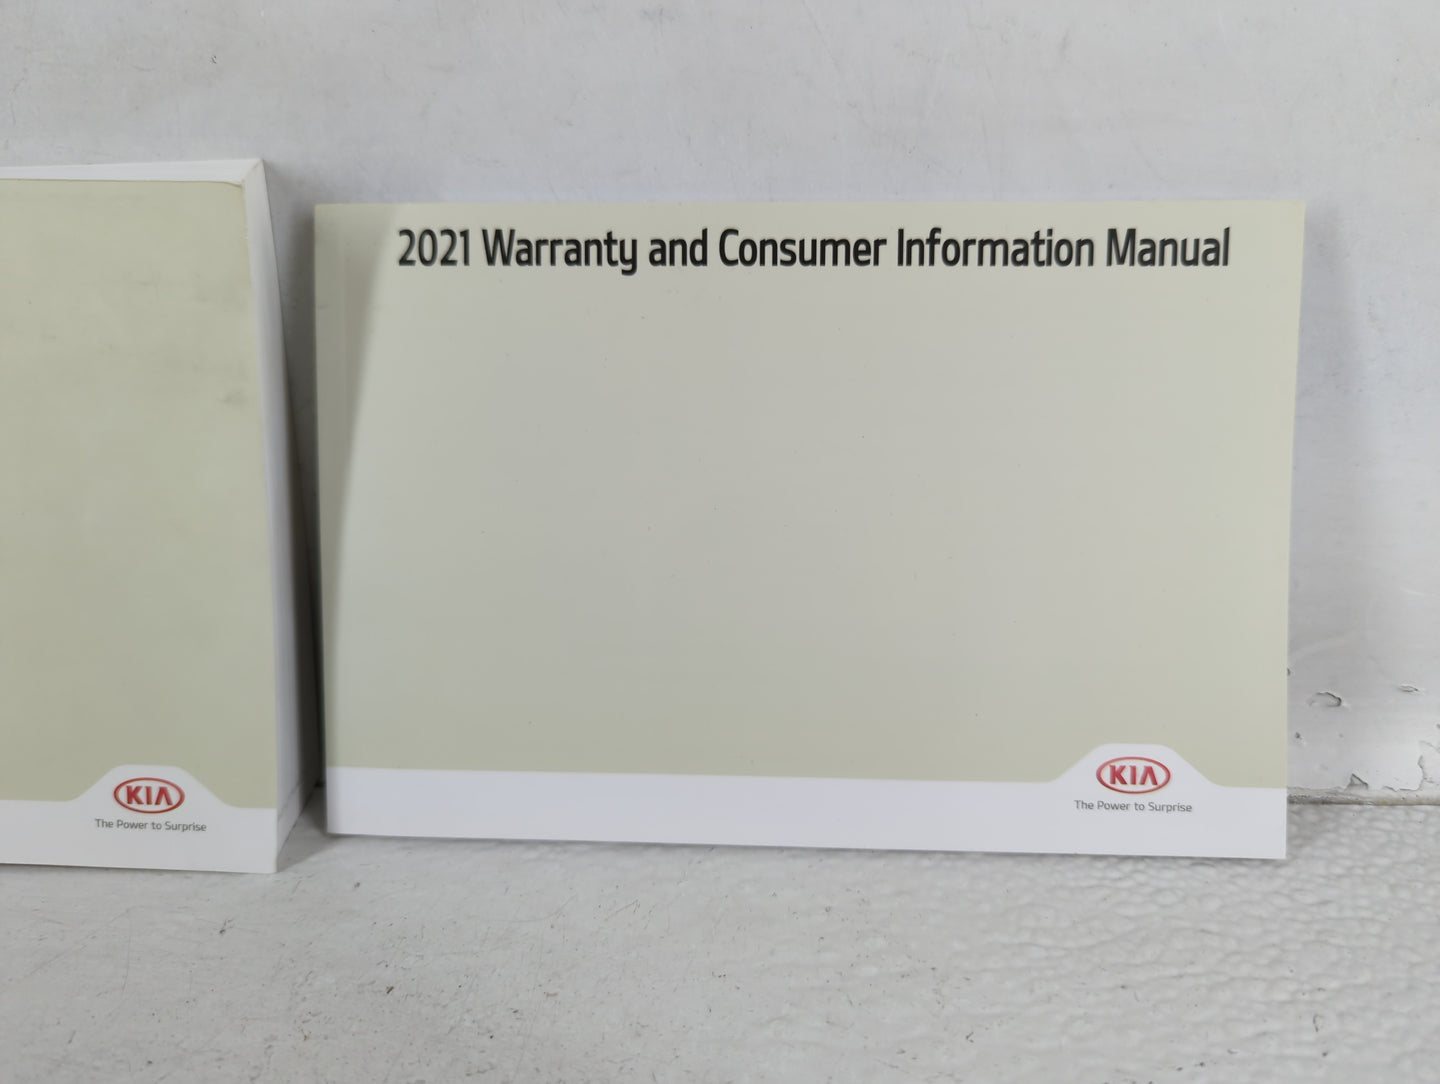 2021 Warranty and Consumer Information Manual
KIA
The Power to Surprise
KIA
The Power to Surprise